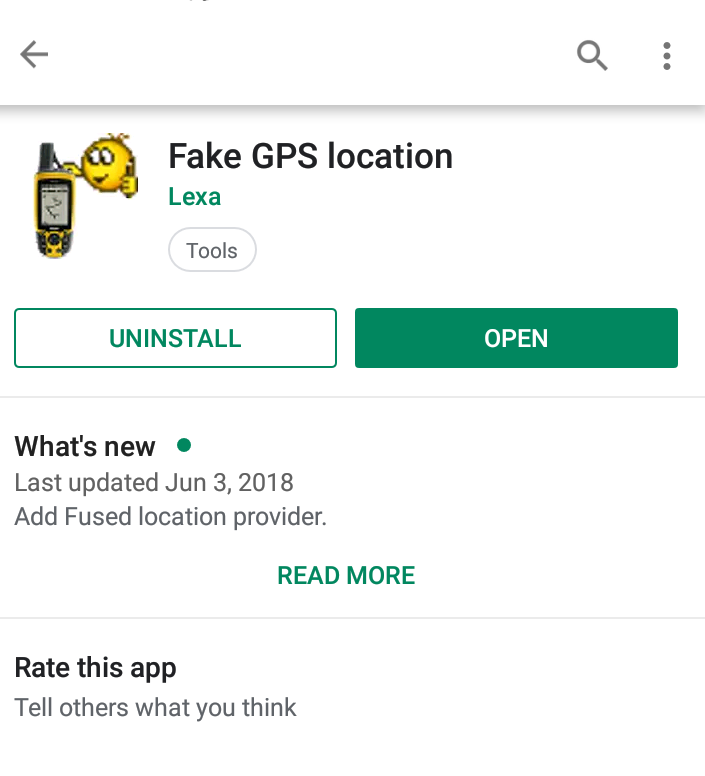 Fake GPS location
Lexa
Tools
UNINSTALL
OPEN
What's new
Last updated Jun 3, 2018
Add Fused location provider.
READ MORE
Rate this app
Tell others what you think